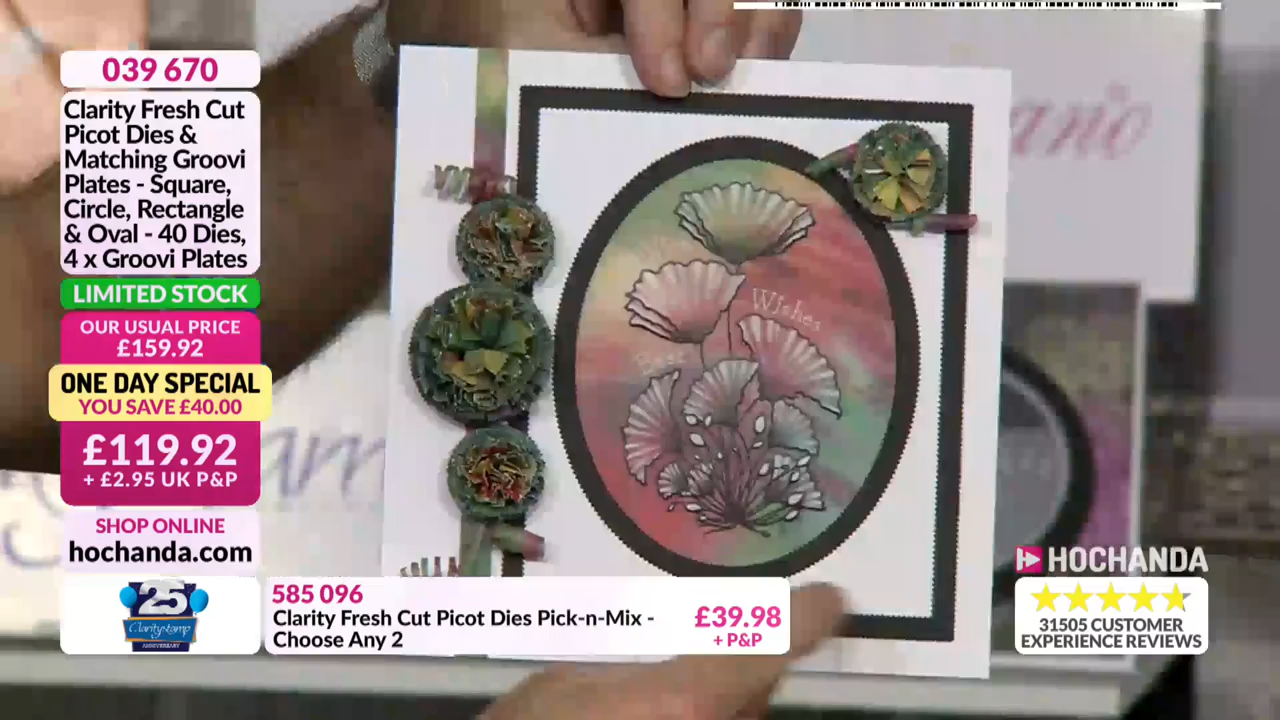 039 670
Clarity Fresh Cut
Picot Dies &
Matching Groovi
Plates - Square,
Circle, Rectangle
& Oval - 40 Dies,
4 x Groovi Plates
LIMITED STOCK
OUR USUAL PRICE
£159.92
ONE DAY SPECIAL
YOU SAVE £40.00
£119.92
+ £2.95 UK P&P
SHOP ONLINE
hochanda.com
25
Claritystamp
ANNIVERSARY
585 096
Clarity Fresh Cut Picot Dies Pick-n-Mix -
Choose Any 2
£39.98
+ P&P
Wishes
HOCHANDA
31505 CUSTOMER
EXPERIENCE REVIEWS